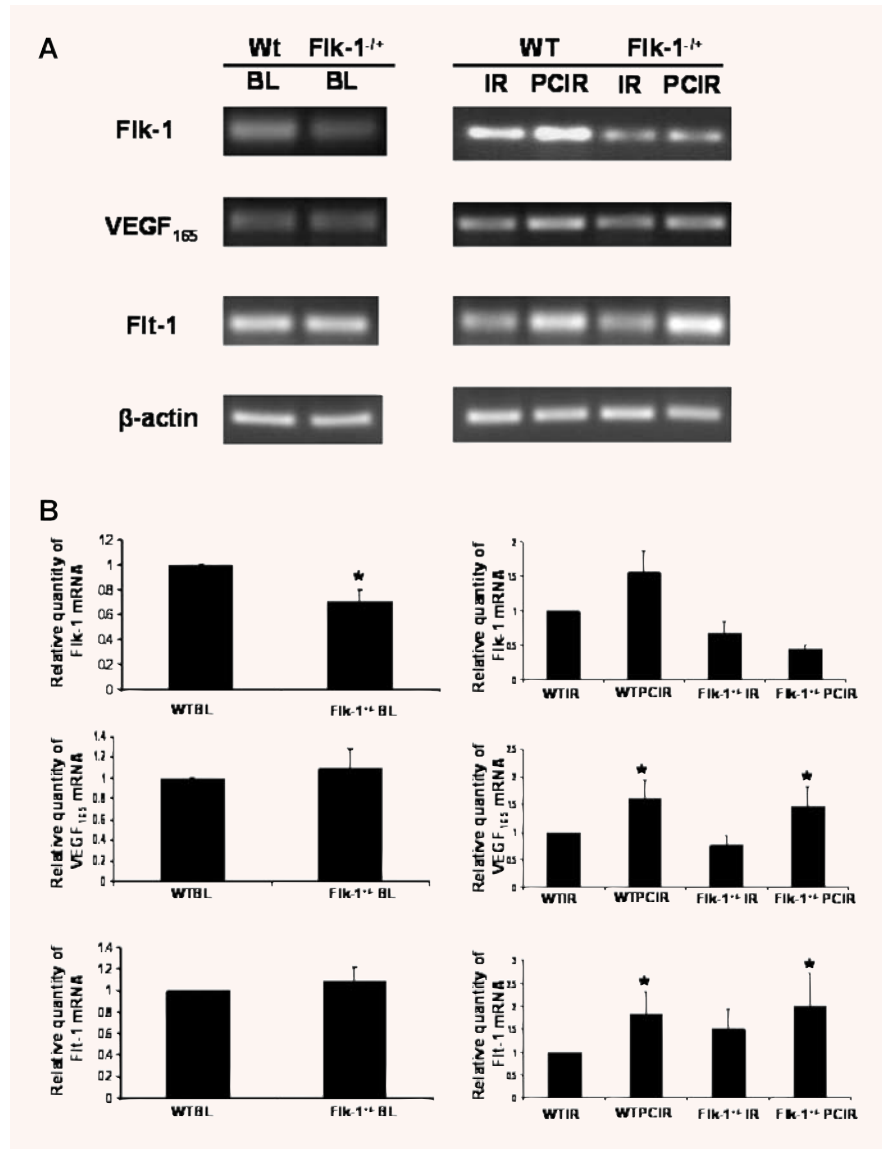 A
Wt Flk-1-/+ WT Flk-1-/+
BL BL IR PCIR IR PCIR
Flk-1
VEGF165
Flt-1
β-actin
B
Relative quantity of
Flk-1 mRNA
1.2
1
0.8
0.6
0.4
0.2
0
WTBL Flk-1+/- BL
*
Relative quantity of
Flk-1 mRNA
2
1.5
1
0.5
0
WTIR WTPCIR Flk-1+/- IR Flk-1+/- PCIR
Relative quantity of
VEGF165 mRNA
1.4
1.2
1
0.8
0.6
0.4
0.2
0
WTBL Flk-1+/- BL
Relative quantity of
VEGF165 mRNA
2.5
2
1.5
1
0.5
0
* *
WTIR WTPCIR Flk-1+/- IR Flk-1+/- PCIR
Relative quantity of
Flt-1 mRNA
1.4
1.2
1
0.8
0.6
0.4
0.2
0
WTBL Flk-1+/- BL
Relative quantity of
Flt-1 mRNA
3
2.5
2
1.5
1
0.5
0
* *
WTIR WTPCIR Flk-1+/- IR Flk-1+/- PCIR